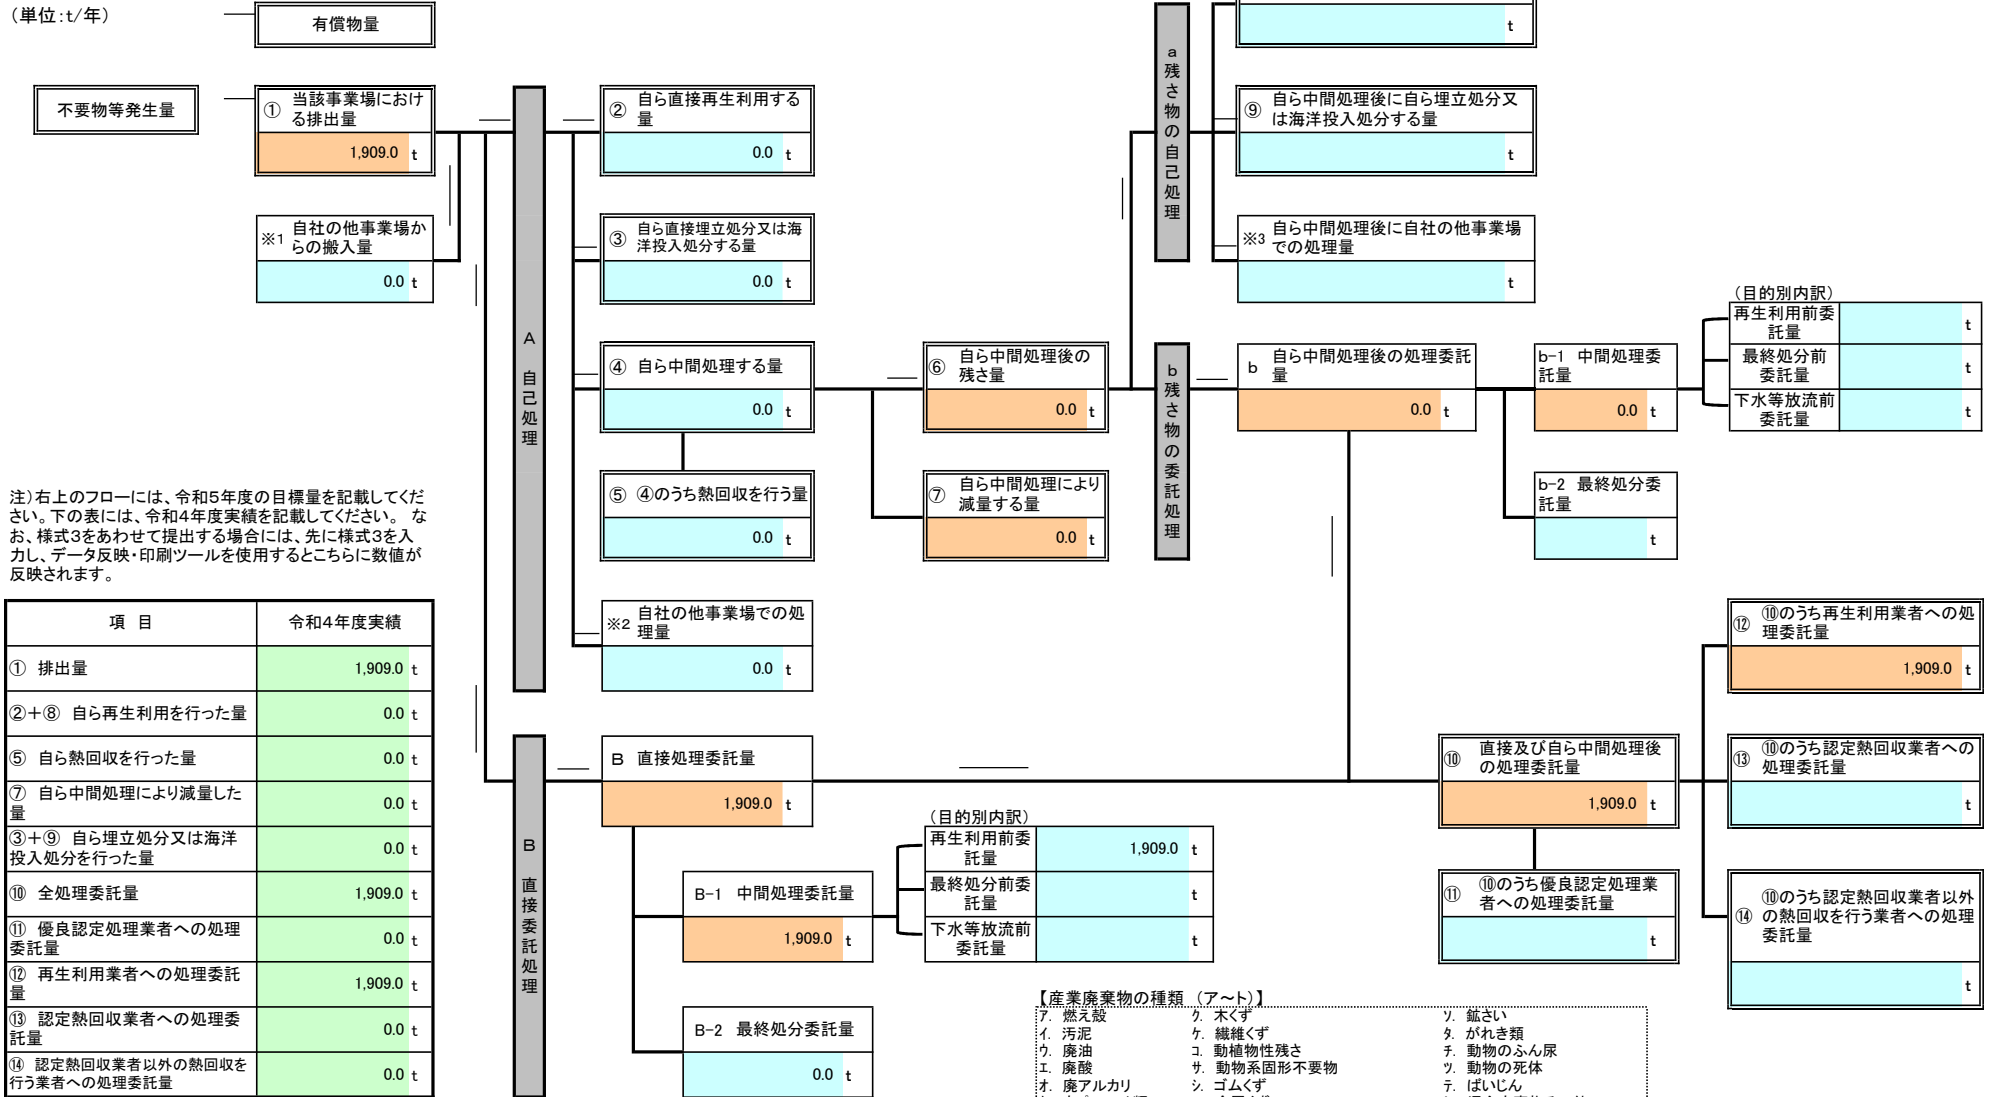 （単位:t/年）
有償物量
t
不要物等発生量
① 当該事業場におけ
る排出量
1,909.0 t
※1 自社の他事業場か
らの搬入量
0.0 t
A 自己処理
② 自ら直接再生利用する
量
0.0 t
③ 自ら直接埋立処分又は海
洋投入処分する量
0.0 t
④ 自ら中間処理する量
0.0 t
⑤ ④のうち熱回収を行う量
0.0 t
※2 自社の他事業場での処
理量
0.0 t
⑥ 自ら中間処理後の
残さ量
0.0 t
⑦ 自ら中間処理により
減量する量
0.0 t
a 残さ物の自己処理
⑨ 自ら中間処理後に自ら埋立処分又
は海洋投入処分する量
t
※3 自ら中間処理後に自社の他事業場
での処理量
t
b 残さ物の委託処理
b 自ら中間処理後の処理委託
量
0.0 t
b-1 中間処理委
託量
0.0 t
b-2 最終処分委
託量
t
（目的別内訳）
再生利用前委
託量
t
最終処分前
委託量
t
下水等放流前
委託量
t
注）右上のフローには、令和5年度の目標量を記載してくだ
さい。下の表には、令和4年度実績を記載してください。 な
お、様式3をあわせて提出する場合には、先に様式3を入
力し、データ反映・印刷ツールを使用するとこちらに数値が
反映されます。
項 目 令和4年度実績
① 排出量 1,909.0 t
②+⑧ 自ら再生利用を行った量 0.0 t
⑤ 自ら熱回収を行った量 0.0 t
⑦ 自ら中間処理により減量した
量 0.0 t
③+⑨ 自ら埋立処分又は海洋
投入処分を行った量 0.0 t
⑩ 全処理委託量 1,909.0 t
⑪ 優良認定処理業者への処理
委託量 0.0 t
⑫ 再生利用業者への処理委託
量 1,909.0 t
⑬ 認定熱回収業者への処理委
託量 0.0 t
⑭ 認定熱回収業者以外の熱回収を
行う業者への処理委託量 0.0 t
B 直接委託処理
B 直接処理委託量
1,909.0 t
B-1 中間処理委託量
1,909.0 t
B-2 最終処分委託量
0.0 t
（目的別内訳）
再生利用前委
託量
1,909.0 t
最終処分前委
託量
t
下水等放流前
委託量
t
⑩ 直接及び自ら中間処理後
の処理委託量
1,909.0 t
⑪ ⑩のうち優良認定処理業
者への処理委託量
t
⑫ ⑩のうち再生利用業者への処
理委託量
1,909.0 t
⑬ ⑩のうち認定熱回収業者への
処理委託量
t
⑭ ⑩のうち認定熱回収業者以外
の熱回収を行う業者への処理
委託量
t
【産業廃棄物の種類 （ア～ト）】
ア. 燃え殻 ク. 木くず ソ. 鉱さい
イ. 汚泥 ケ. 繊維くず タ. がれき類
ウ. 廃油 コ. 動植物性残さ チ. 動物のふん尿
エ. 廃酸 サ. 動物系固形不要物 ツ. 動物の死体
オ. 廃アルカリ シ. ゴムくず テ. ばいじん